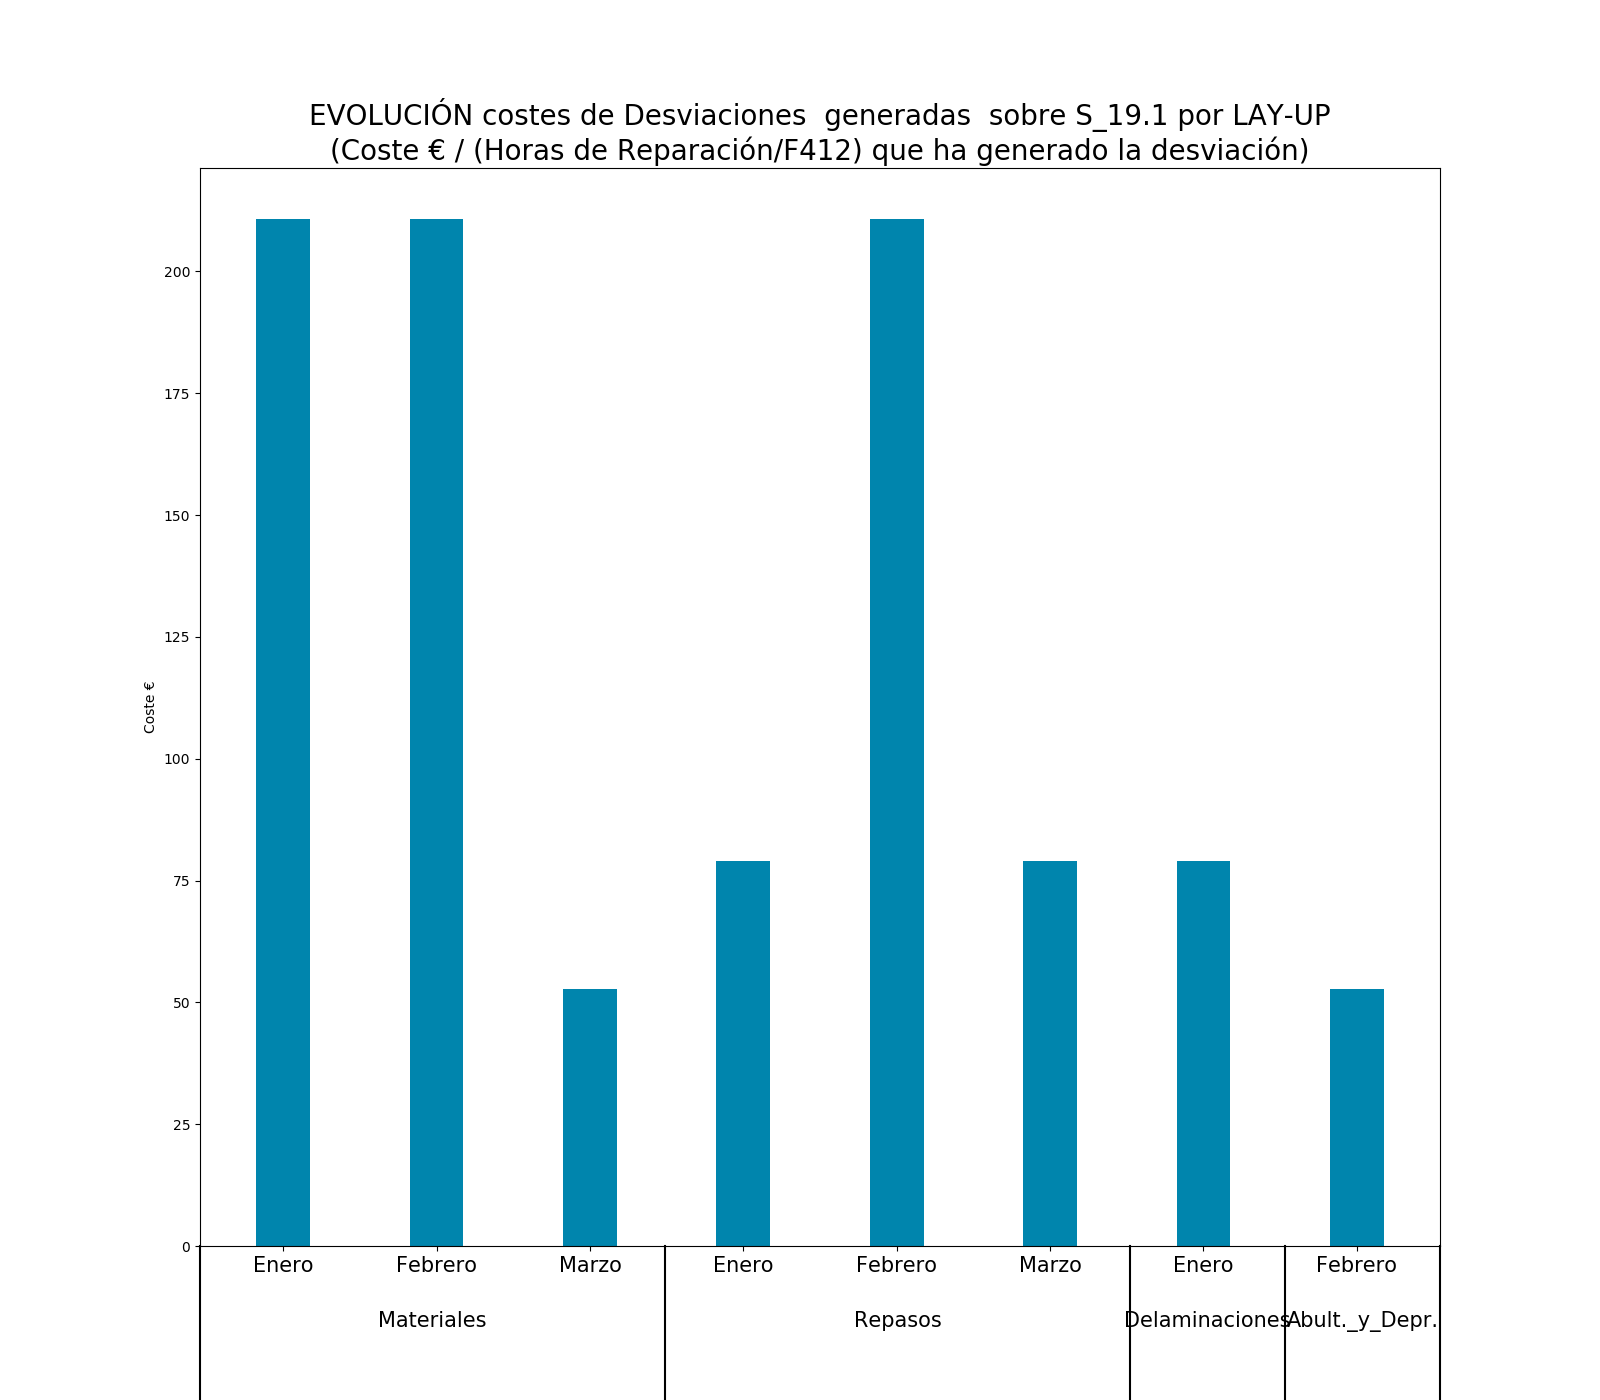 EVOLUCIÓN costes de Desviaciones  generadas  sobre S_19.1 por LAY-UP
(Coste € / (Horas de Reparación/F412) que ha generado la desviación)
200
175
150
125
Coste €
100
75
50
25
0
Enero Febrero Marzo Enero Febrero Marzo Enero Febrero
Materiales Repasos Delaminaciones Abult._y_Depr.